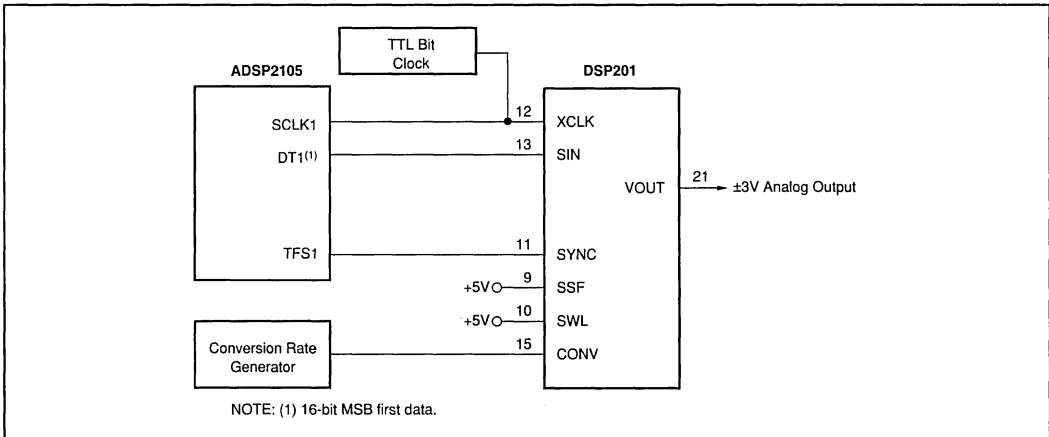 TTL Bit
Clock
ADSP2105
DSP201
SCLK1
12
XCLK
DT1(1)
13
SIN
VOUT
21
±3V Analog Output
TFS1
11
SYNC
+5V
9
SSF
+5V
10
SWL
Conversion Rate
Generator
15
CONV
NOTE: (1) 16-bit MSB first data.